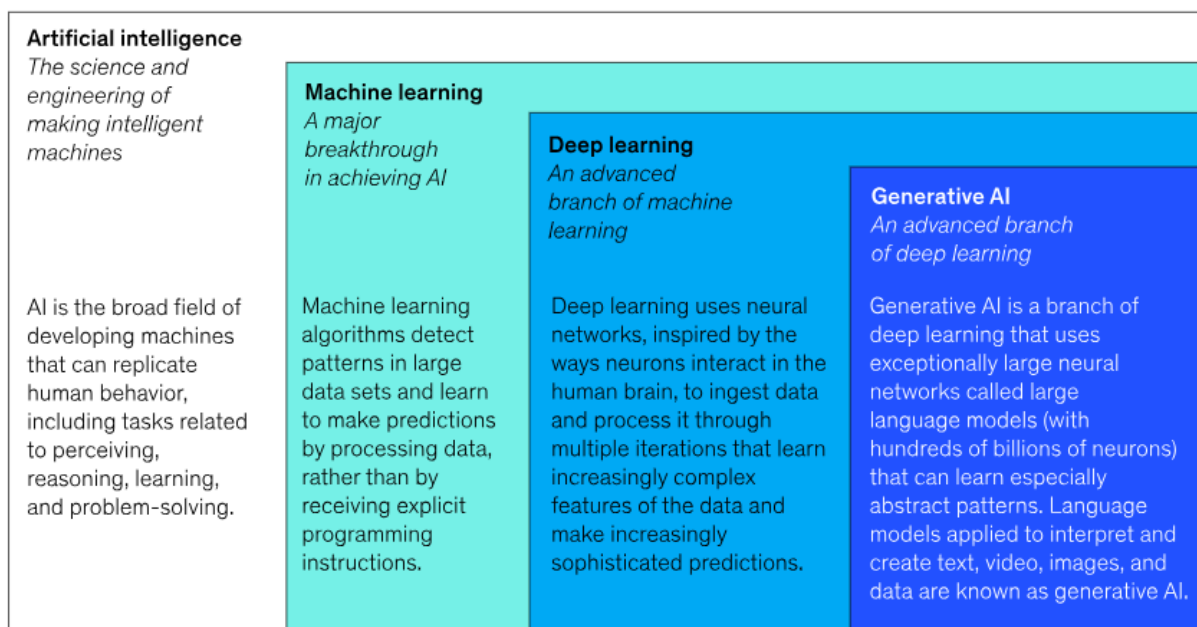 Artificial intelligence
The science and
engineering of
making intelligent
machines
AI is the broad field of
developing machines
that can replicate
human behavior,
including tasks related
to perceiving,
reasoning, learning,
and problem-solving.
Machine learning
A major
breakthrough
in achieving AI
Machine learning
algorithms detect
patterns in large
data sets and learn
to make predictions
by processing data,
rather than by
receiving explicit
programming
instructions.
Deep learning
An advanced
branch of machine
learning
Deep learning uses neural
networks, inspired by the
ways neurons interact in the
human brain, to ingest data
and process it through
multiple iterations that learn
increasingly complex
features of the data and
make increasingly
sophisticated predictions.
Generative AI
An advanced branch
of deep learning
Generative AI is a branch of
deep learning that uses
exceptionally large neural
networks called large
language models (with
hundreds of billions of neurons)
that can learn especially
abstract patterns. Language
models applied to interpret and
create text, video, images, and
data are known as generative AI.